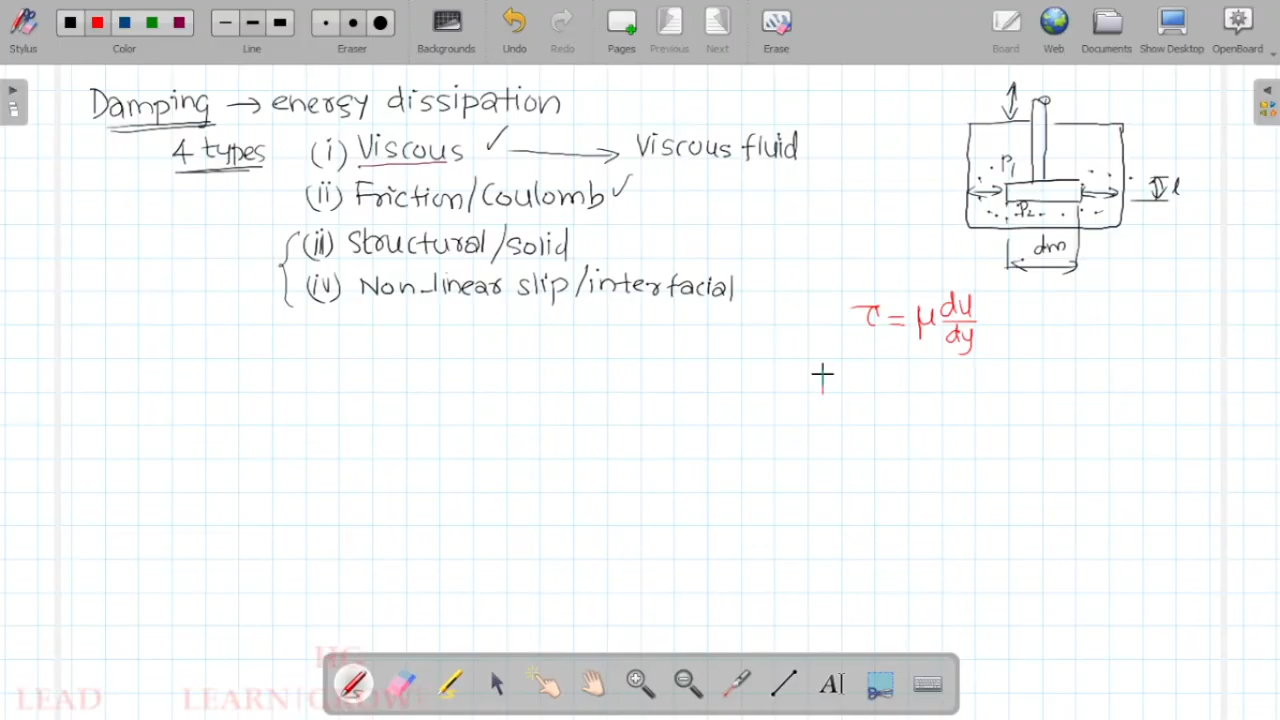 Stylus
Color
Line
Eraser
Backgrounds
Undo
Redo
Pages
Previous
Next
Erase
Board
Web
Documents
Show Desktop
OpenBoard
Damping → energy dissipation
4 types (i) Viscous ✓ → Viscous fluid
(ii) Friction/Coulomb ✓
(ii) Structural/solid
(iv) Non-linear slip/interfacial
P1
P2
l
dm
τ = μ du/dy
LEAD LEARN|GROW